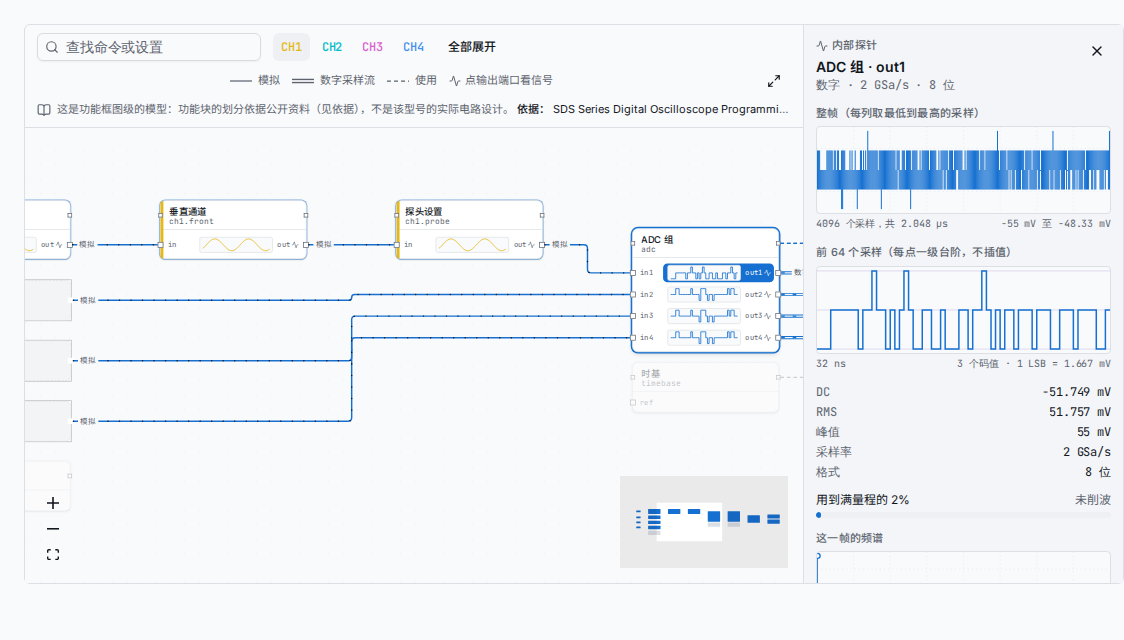 查找命令或设置
CH1 CH2 CH3 CH4 全部展开
模拟 数字采样流 使用 点输出端口看信号
这是功能框图级的模型：功能块的划分依据公开资料（见依据），不是该型号的实际电路设计。 依据： SDS Series Digital Oscilloscope Programmi...
out 模拟
垂直通道
ch1.front
in out 模拟
探头设置
ch1.probe
in out 模拟
ADC 组
adc
in1 out1
in2 out2
in3 out3
in4 out4
模拟
模拟
模拟
时基
timebase
ref
内部探针
ADC 组 · out1
数字 · 2 GSa/s · 8 位
整帧（每列取最低到最高的采样）
4096 个采样，共 2.048 µs -55 mV 至 -48.33 mV
前 64 个采样（每点一级台阶，不插值）
32 ns 3 个码值 · 1 LSB = 1.667 mV
DC -51.749 mV
RMS 51.757 mV
峰值 55 mV
采样率 2 GSa/s
格式 8 位
用到满量程的 2% 未削波
这一帧的频谱